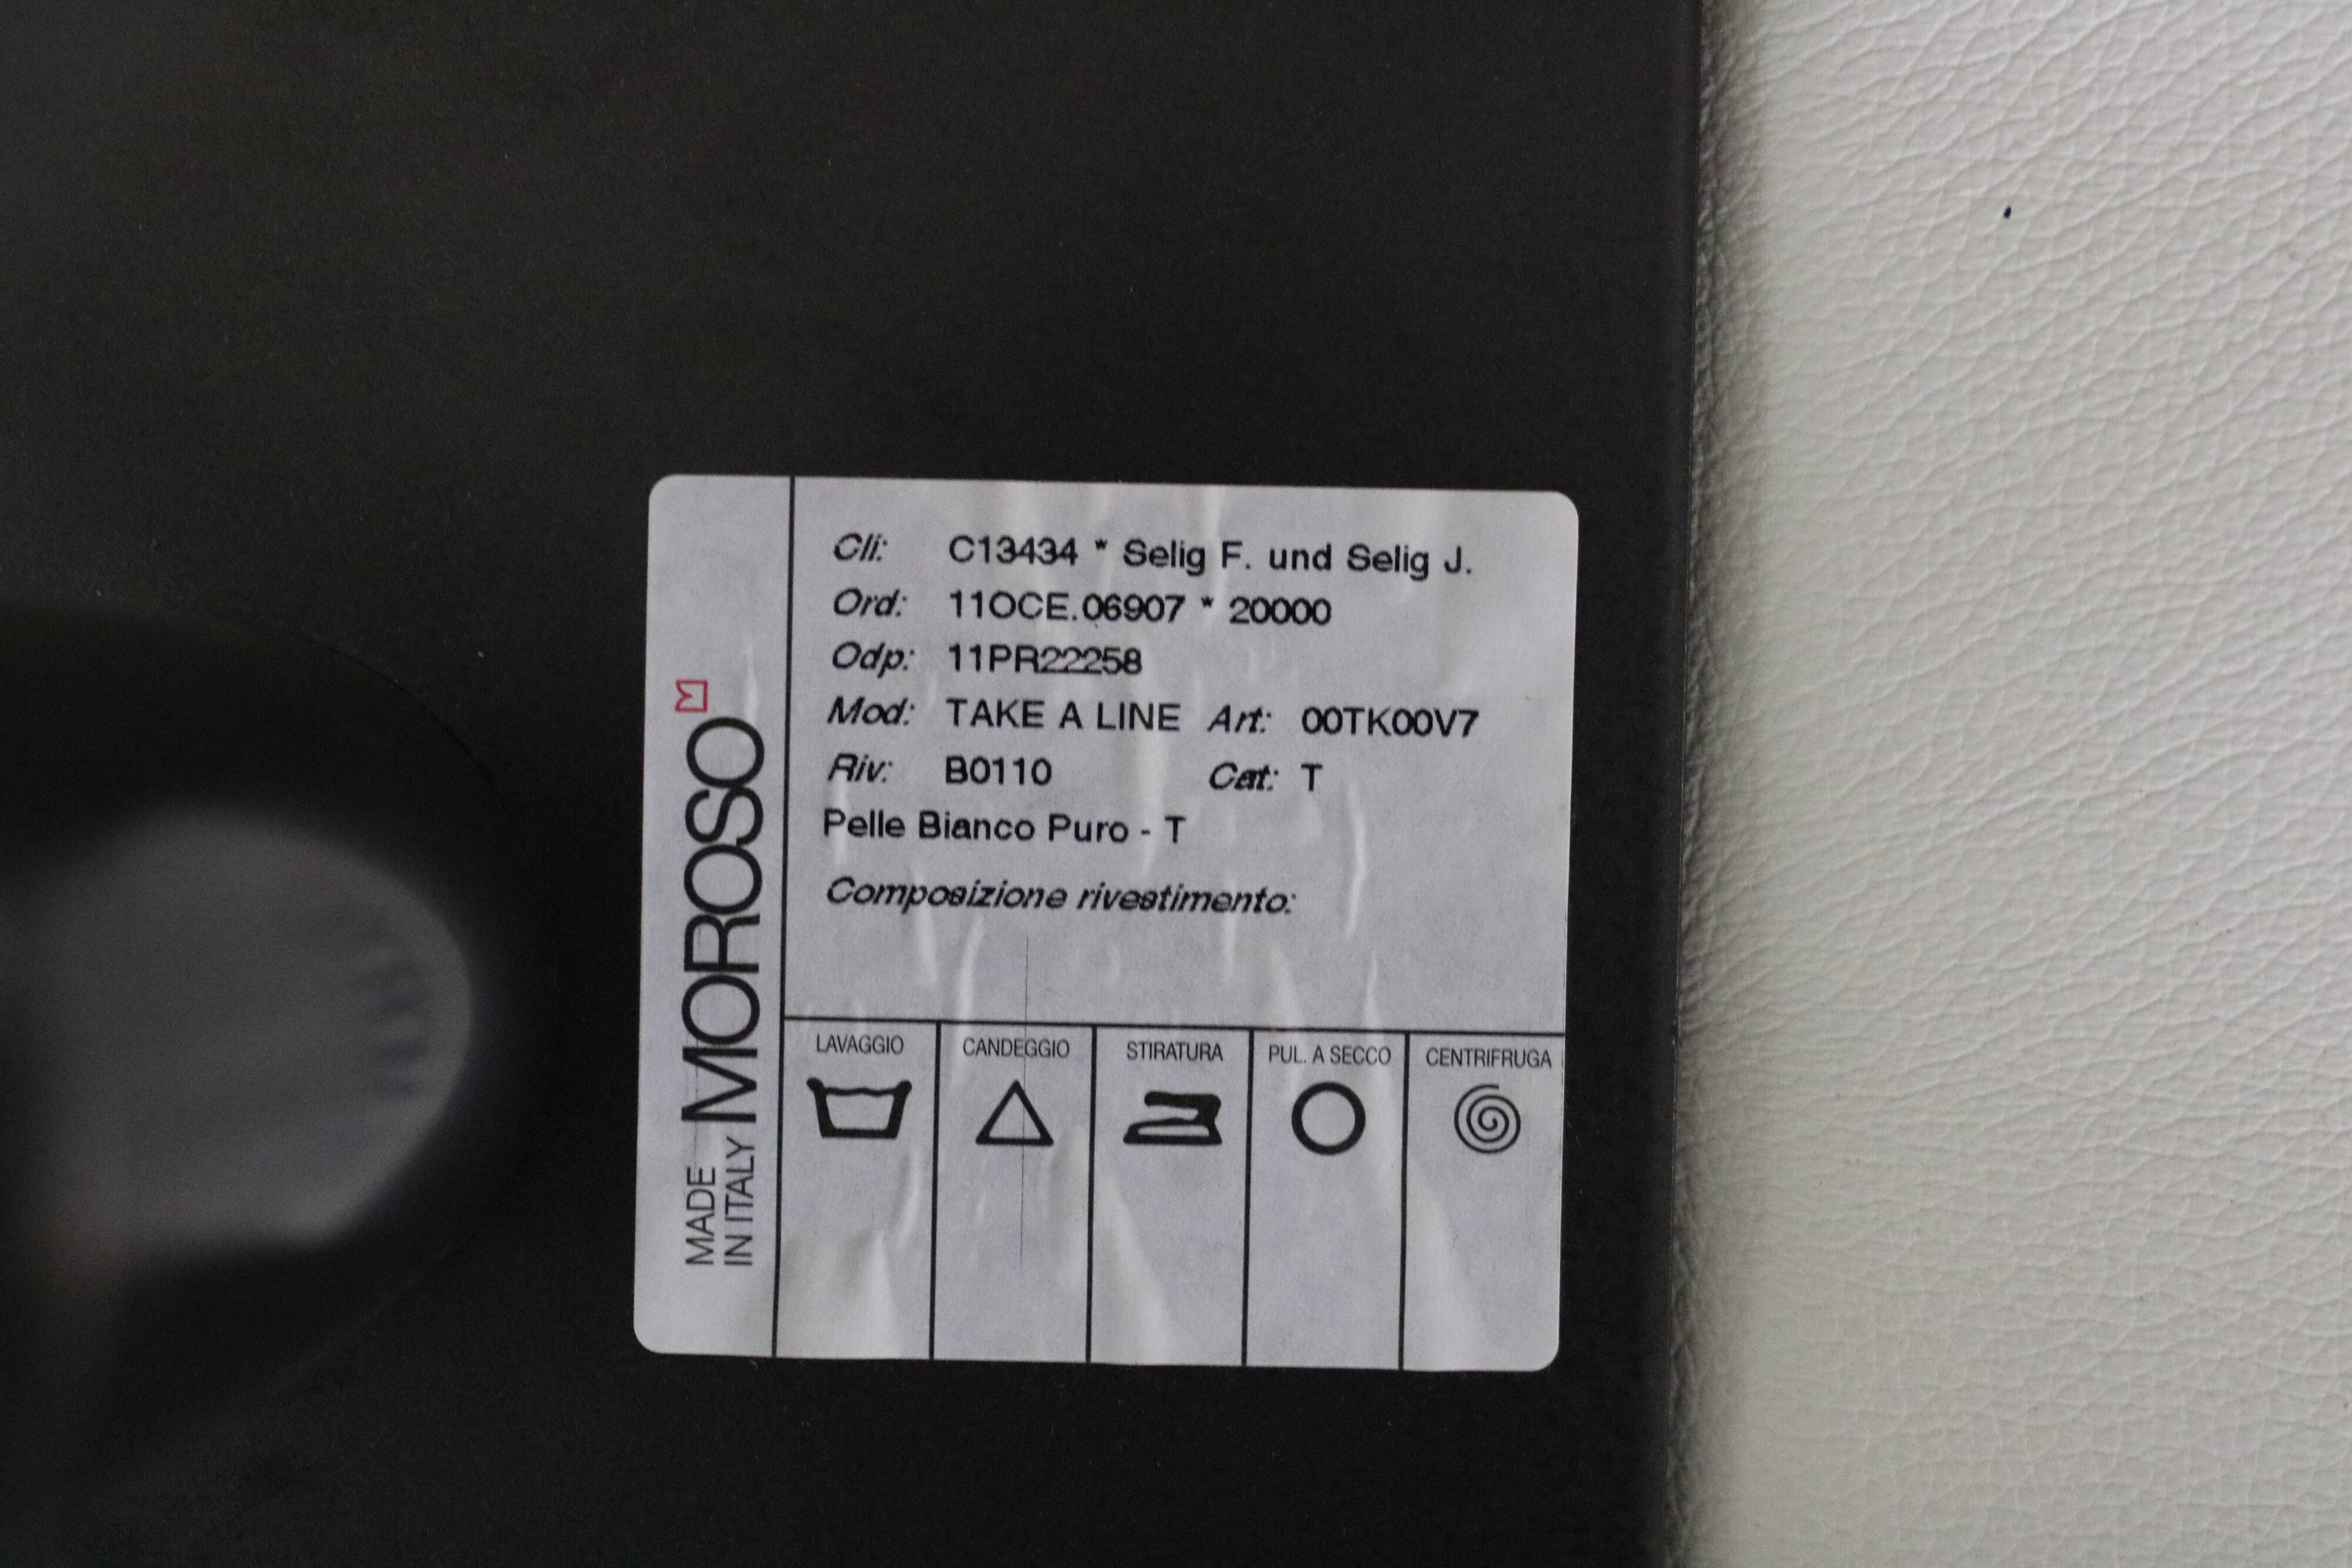 Cli: C13434 * Selig F. und Selig J.
Ord: 11OCE.06907 * 20000
Odp: 11PR22258
Mod: TAKE A LINE Art: 00TK00V7
Riv: B0110 Cat: T
Pelle Bianco Puro - T
Composizione rivestimento:
LAVAGGIO CANDEGGIO STIRATURA PUL. A SECCO CENTRIFRUGA
MADE
IN ITALY
MOROSO